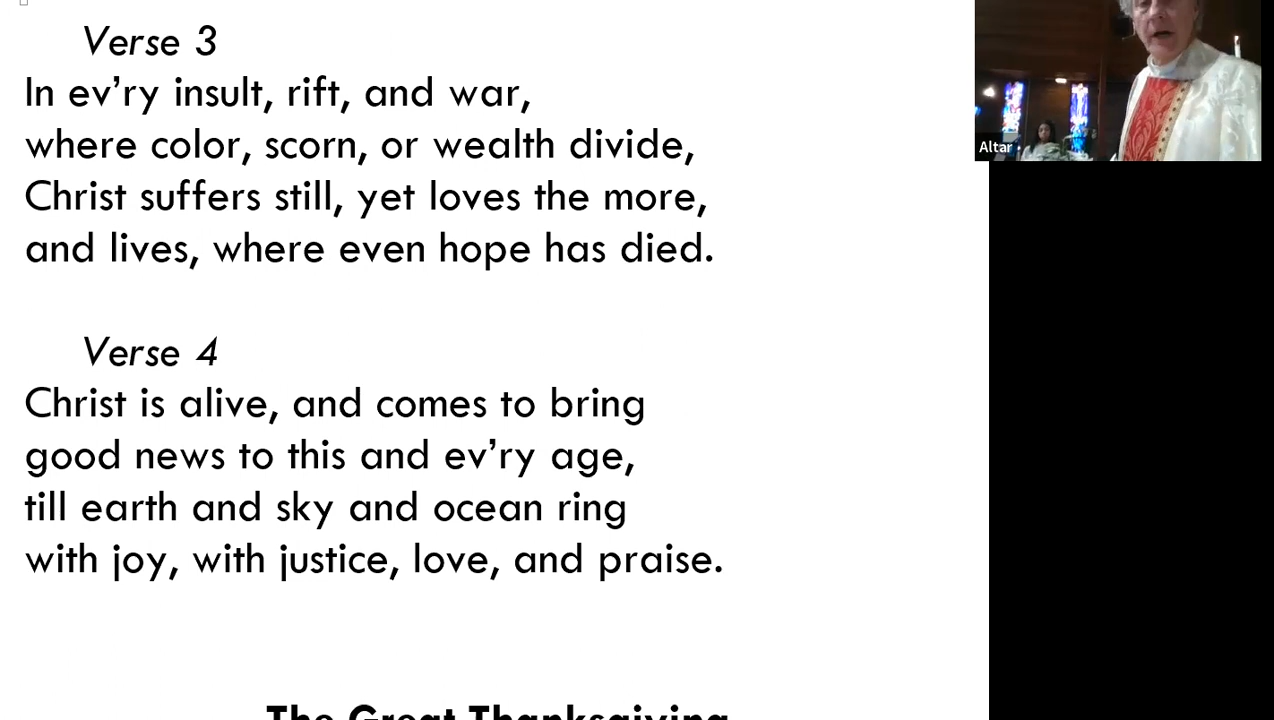 Verse 3
In ev’ry insult, rift, and war,
where color, scorn, or wealth divide,
Christ suffers still, yet loves the more,
and lives, where even hope has died.
Verse 4
Christ is alive, and comes to bring
good news to this and ev’ry age,
till earth and sky and ocean ring
with joy, with justice, love, and praise.
The Great Thanksgiving
Altar